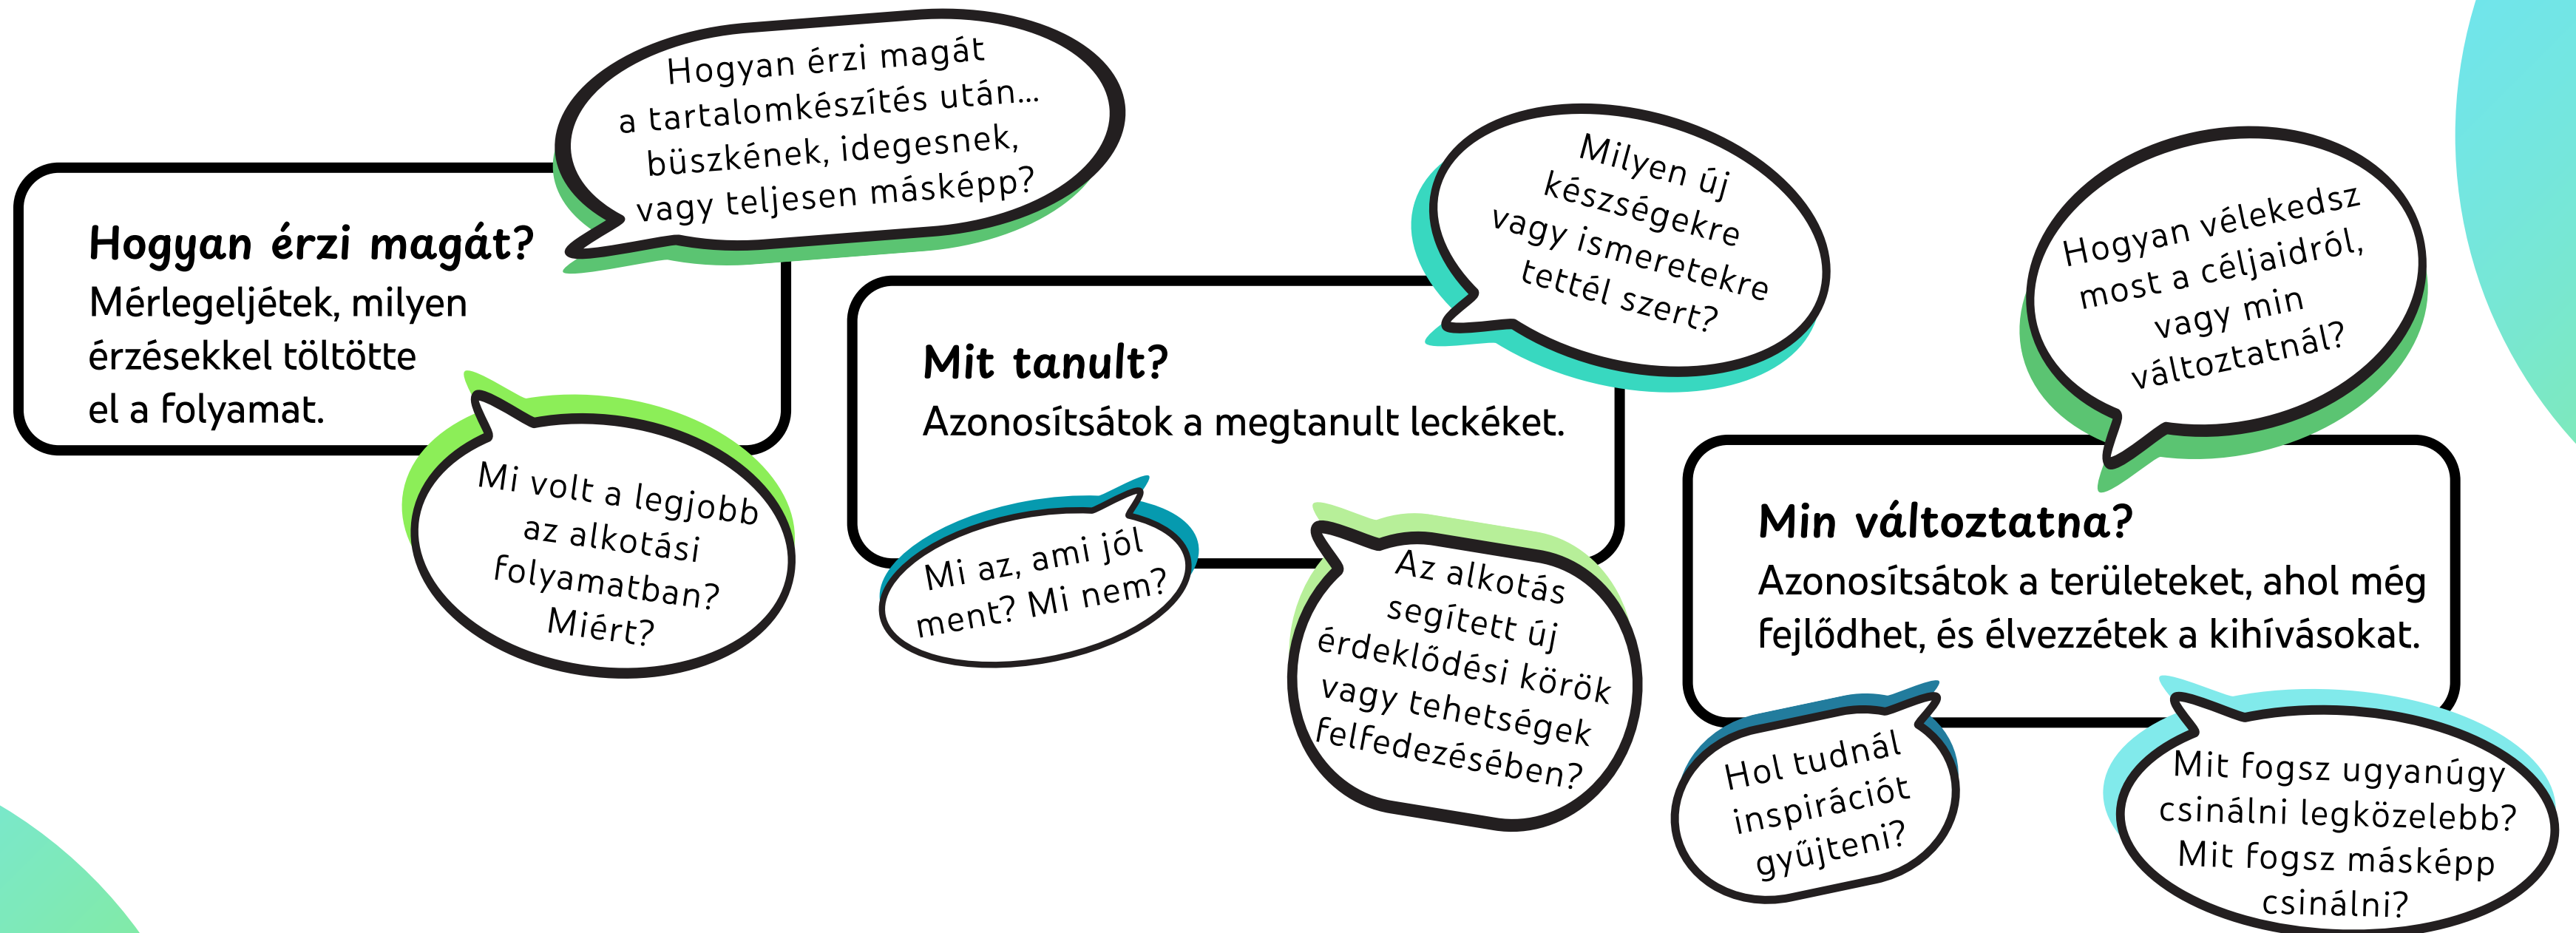 Hogyan érzi magát?
Mérlegeljétek, milyen
érzésekkel töltötte
el a folyamat.
Hogyan érzi magát
a tartalomkészítés után...
büszkének, idegesnek,
vagy teljesen másképp?
Mi volt a legjobb
az alkotási
folyamatban?
Miért?
Mit tanult?
Azonosítsátok a megtanult leckéket.
Milyen új
készségekre
vagy ismeretekre
tettél szert?
Mi az, ami jól
ment? Mi nem?
Az alkotás
segített új
érdeklődési körök
vagy tehetségek
felfedezésében?
Min változtatna?
Azonosítsátok a területeket, ahol még
fejlődhet, és élvezzétek a kihívásokat.
Hogyan vélekedsz
most a céljaidról,
vagy min
változtatnál?
Hol tudnál
inspirációt
gyűjteni?
Mit fogsz ugyanúgy
csinálni legközelebb?
Mit fogsz másképp
csinálni?